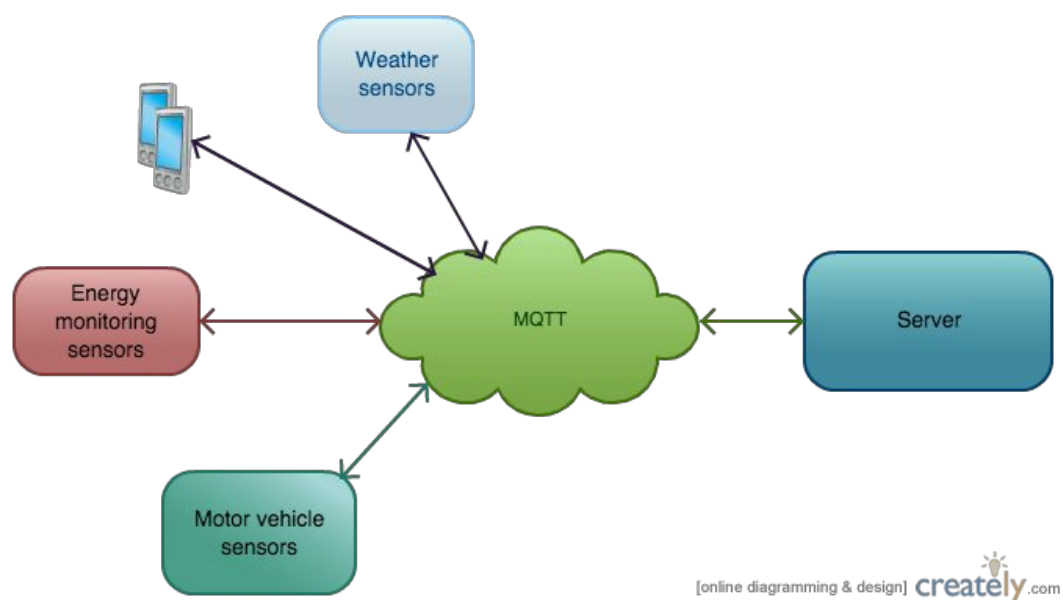 Weather
sensors
Energy
monitoring
sensors
MQTT
Server
Motor vehicle
sensors
[online diagramming & design] creately.com